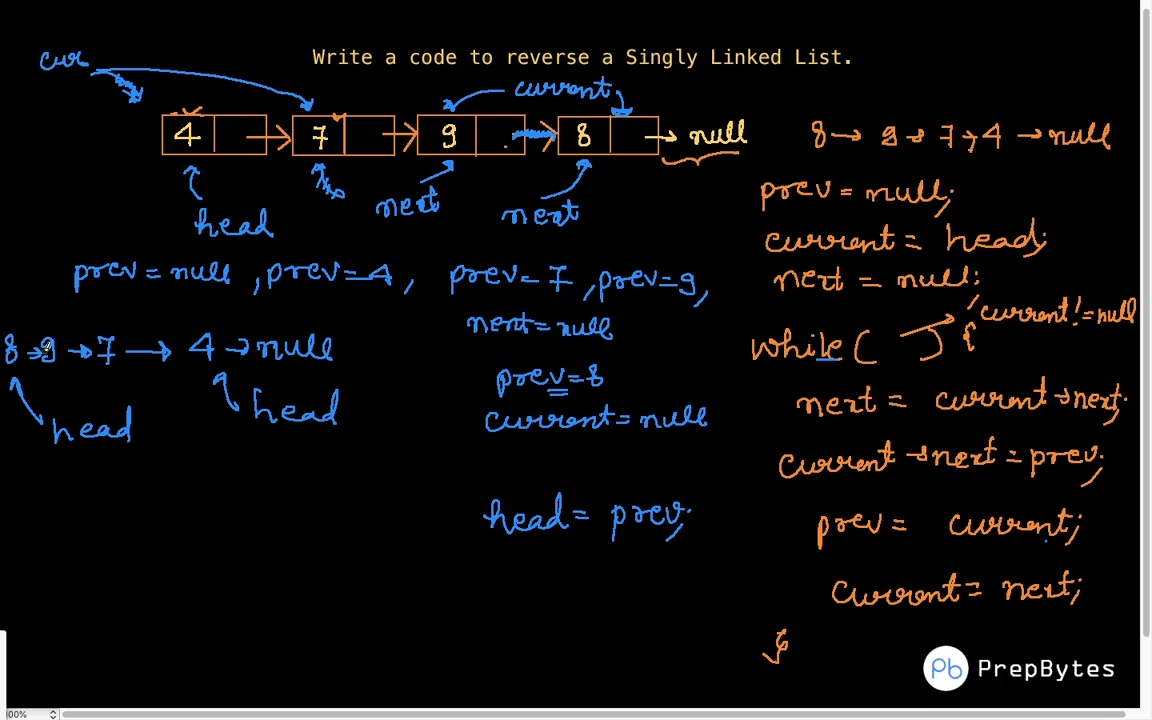 Write a code to reverse a Singly Linked List.
cur
current
4 → 7 → 9 → 8 → null
8 → 9 → 7 → 4 → null
head
next
next
prev = null, prev = 4, prev = 7, prev = 9,
next = null
prev = 8
current = null
8 → 9 → 7 → 4 → null
head
head
head = prev;
prev = null;
current = head;
next = null;
while ( ) {
current != null
next = current → next;
current → next = prev;
prev = current;
current = next;
}
Pb PrepBytes
00%